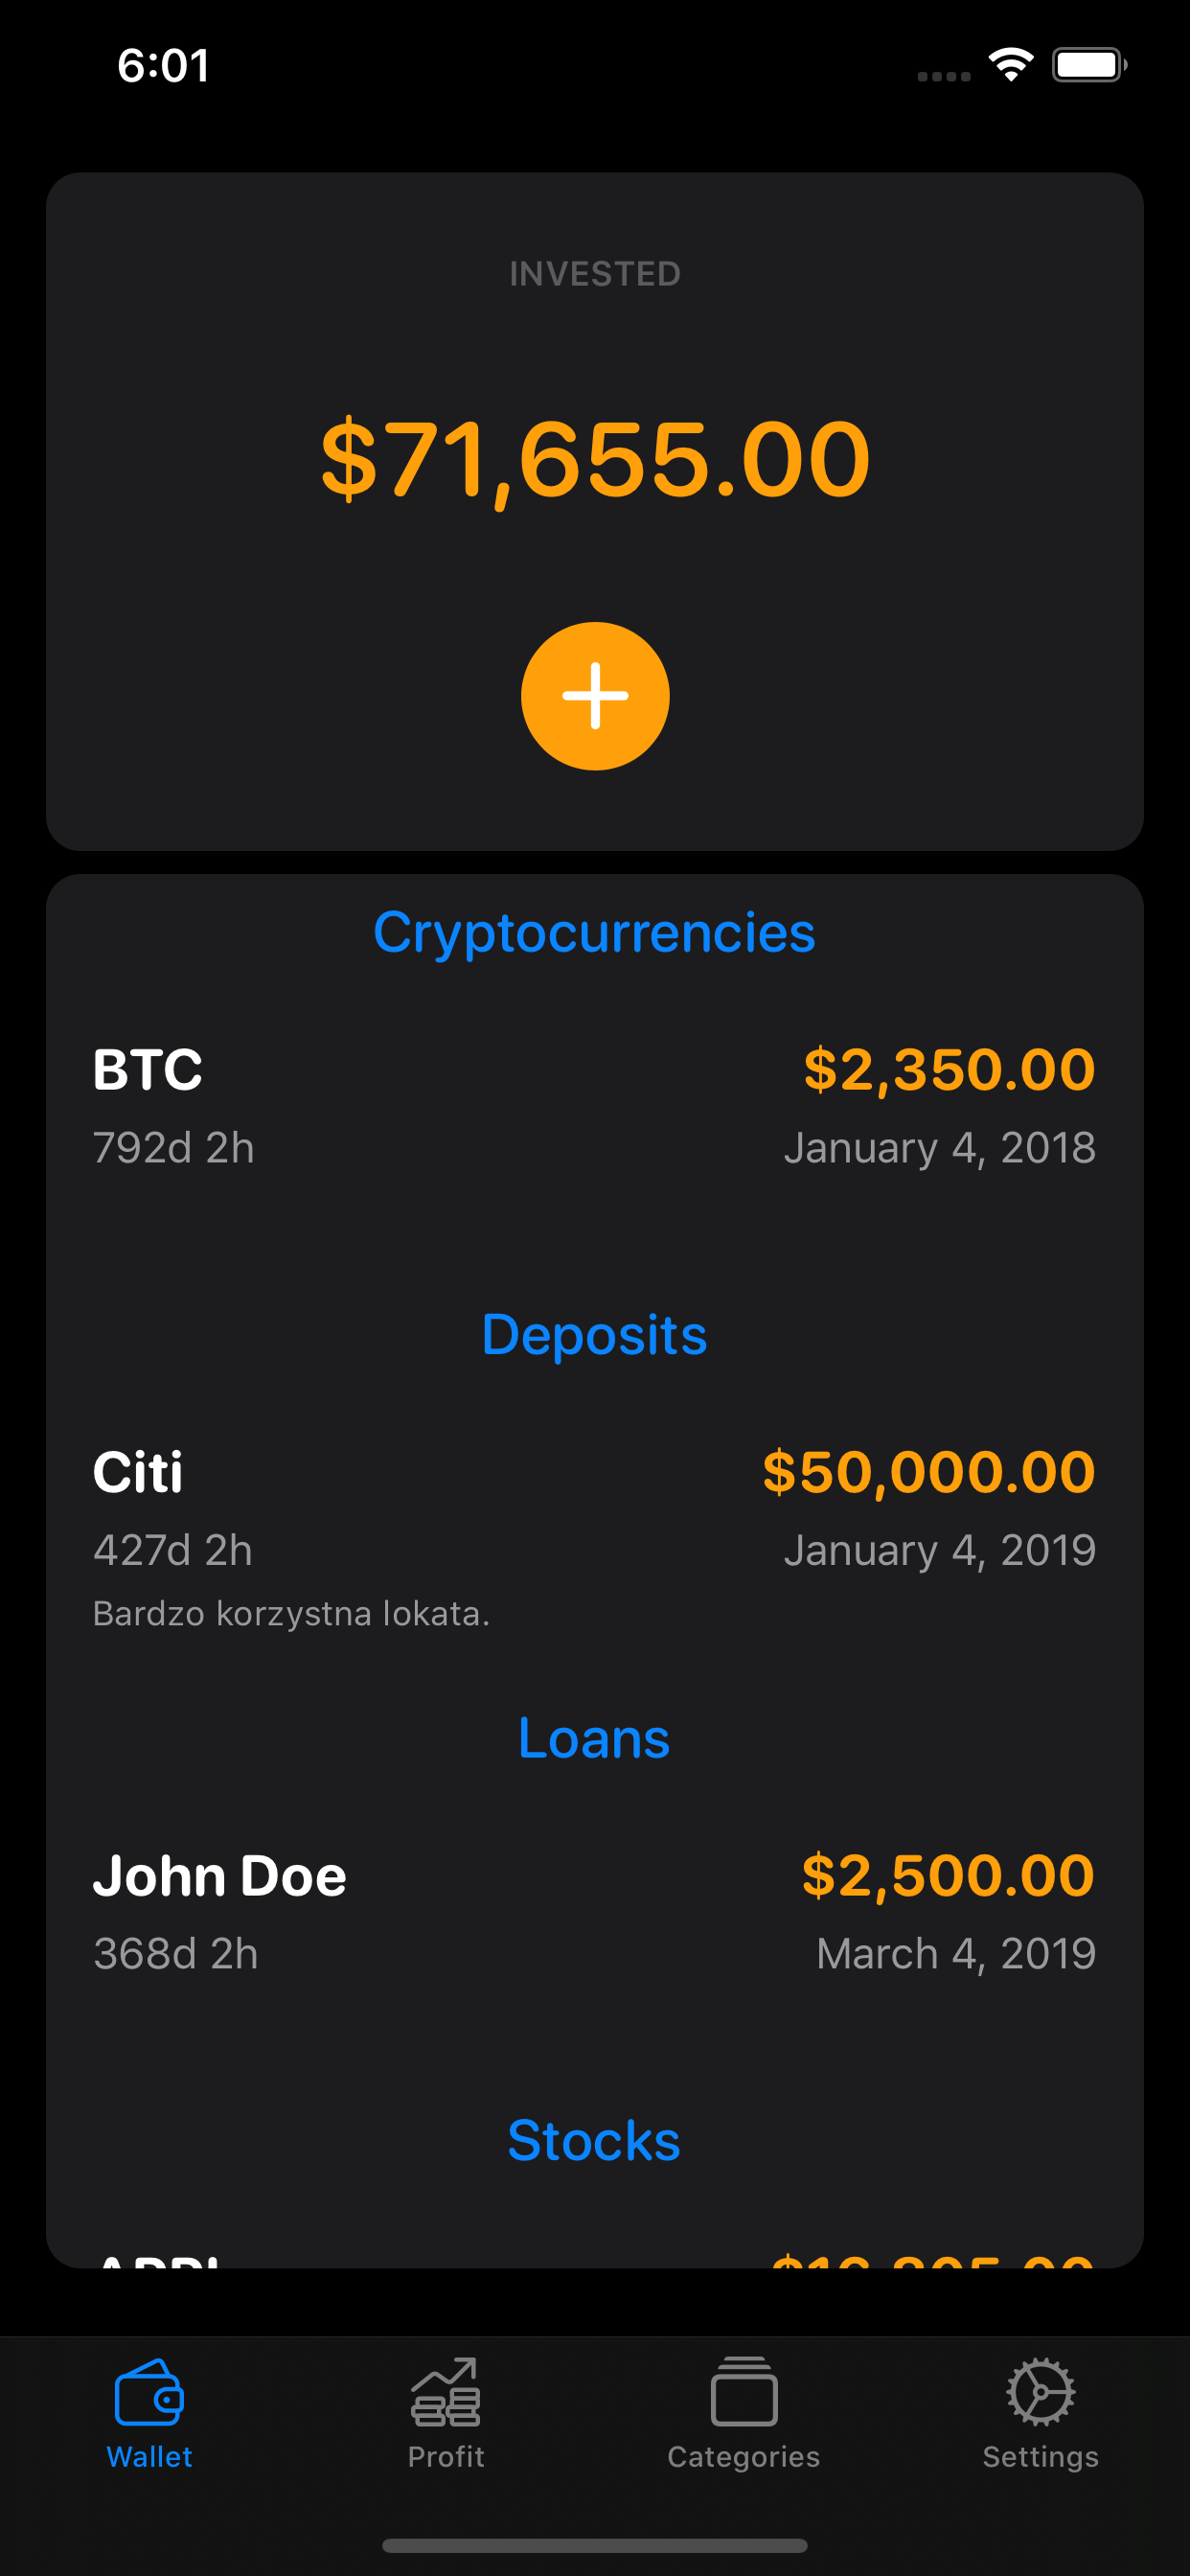 6:01
INVESTED
$71,655.00
Cryptocurrencies
BTC $2,350.00
792d 2h January 4, 2018
Deposits
Citi $50,000.00
427d 2h January 4, 2019
Bardzo korzystna lokata.
Loans
John Doe $2,500.00
368d 2h March 4, 2019
Stocks
Wallet Profit Categories Settings